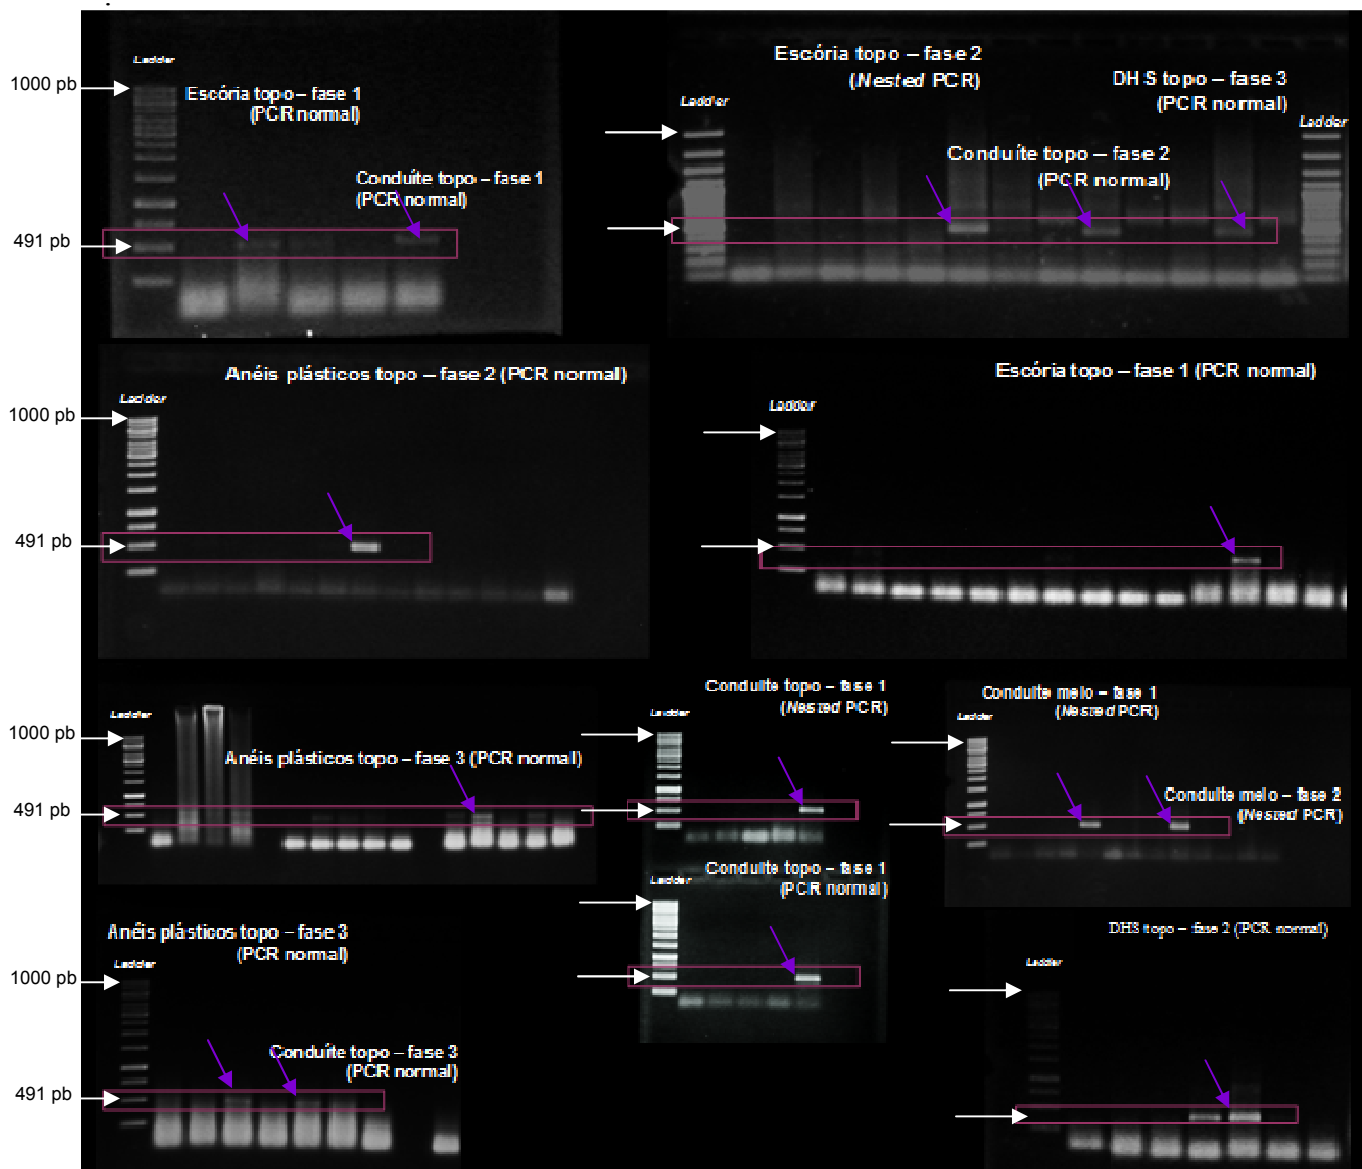 Ladder
1000 pb
Escória topo – fase 1
(PCR normal)
Conduíte topo – fase 1
(PCR normal)
491 pb
Escória topo – fase 2
(Nested PCR)
DHS topo – fase 3
(PCR normal)
Ladder
Ladder
Conduíte topo – fase 2
(PCR normal)
Anéis plásticos topo – fase 2 (PCR normal)
Ladder
1000 pb
491 pb
Escória topo – fase 1 (PCR normal)
Ladder
Ladder
1000 pb
Anéis plásticos topo – fase 3 (PCR normal)
491 pb
Conduíte topo – fase 1
(Nested PCR)
Ladder
Conduíte meio – fase 1
(Nested PCR)
Ladder
Conduíte meio – fase 2
(Nested PCR)
Conduíte topo – fase 1
(PCR normal)
Ladder
Anéis plásticos topo – fase 3
(PCR normal)
Ladder
1000 pb
Conduíte topo – fase 3
(PCR normal)
491 pb
DHS topo – fase 2 (PCR normal)
Ladder